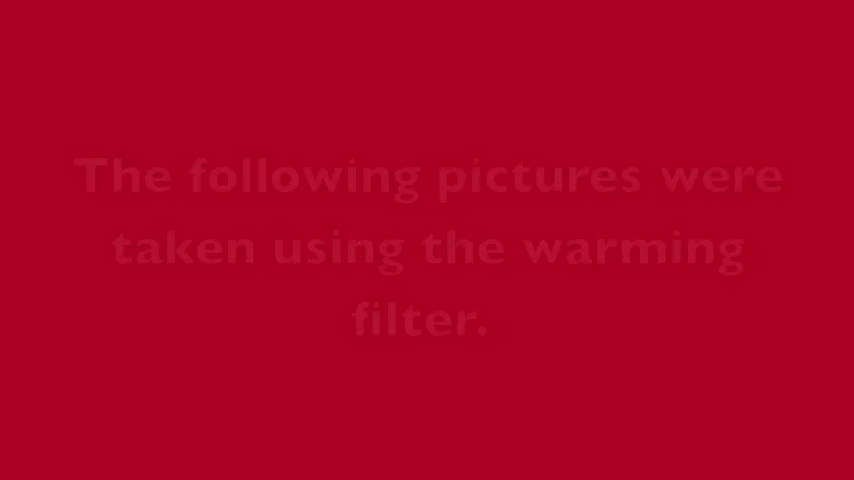 The following pictures were
taken using the warming
filter.